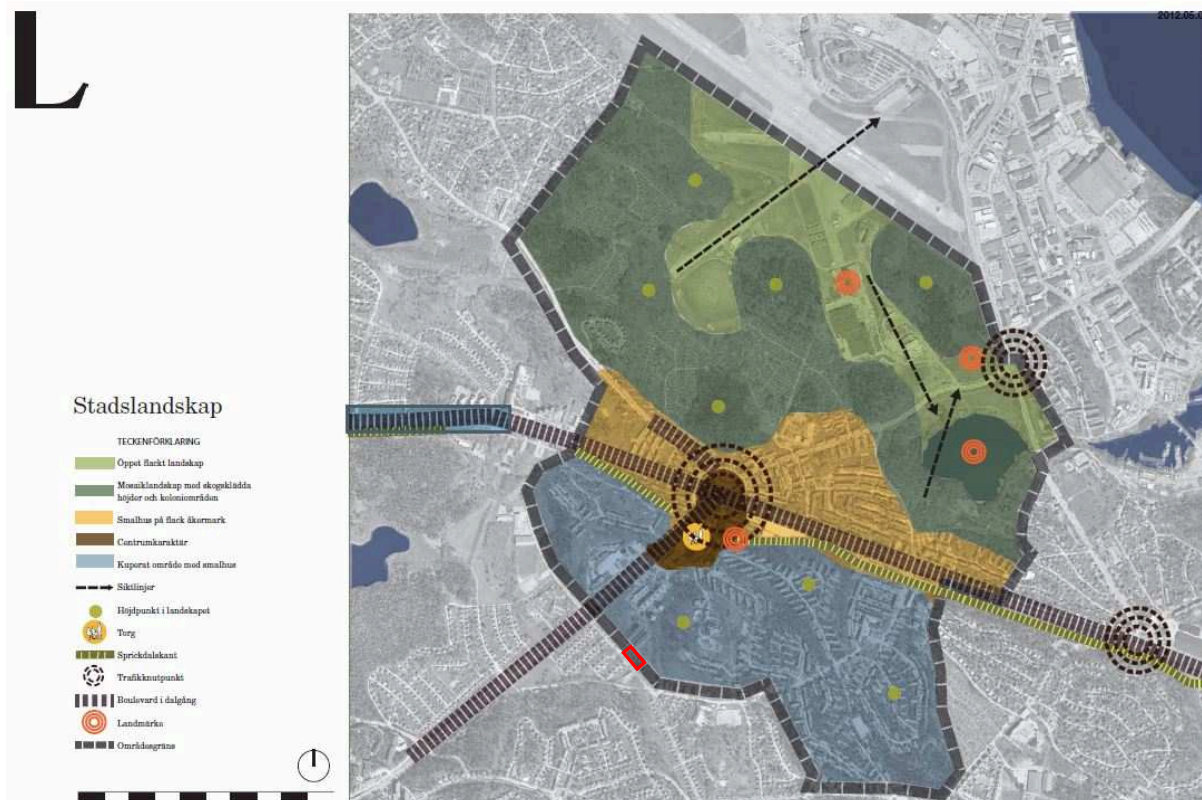 L
2012.05.0
Stadslandskap
TECKENFÖRKLARING
Öppet flackt landskap
Mosaiklandskap med skogsklädda
höjder och koloniområden
Smalhus på flack åkermark
Centrumkaraktär
Kuperat område med smalhus
Siktlinjer
Höjdpunkt i landskapet
Torg
Sprickdalskant
Trafikknutpunkt
Boulevard i dalgång
Landmärke
Områdesgräns